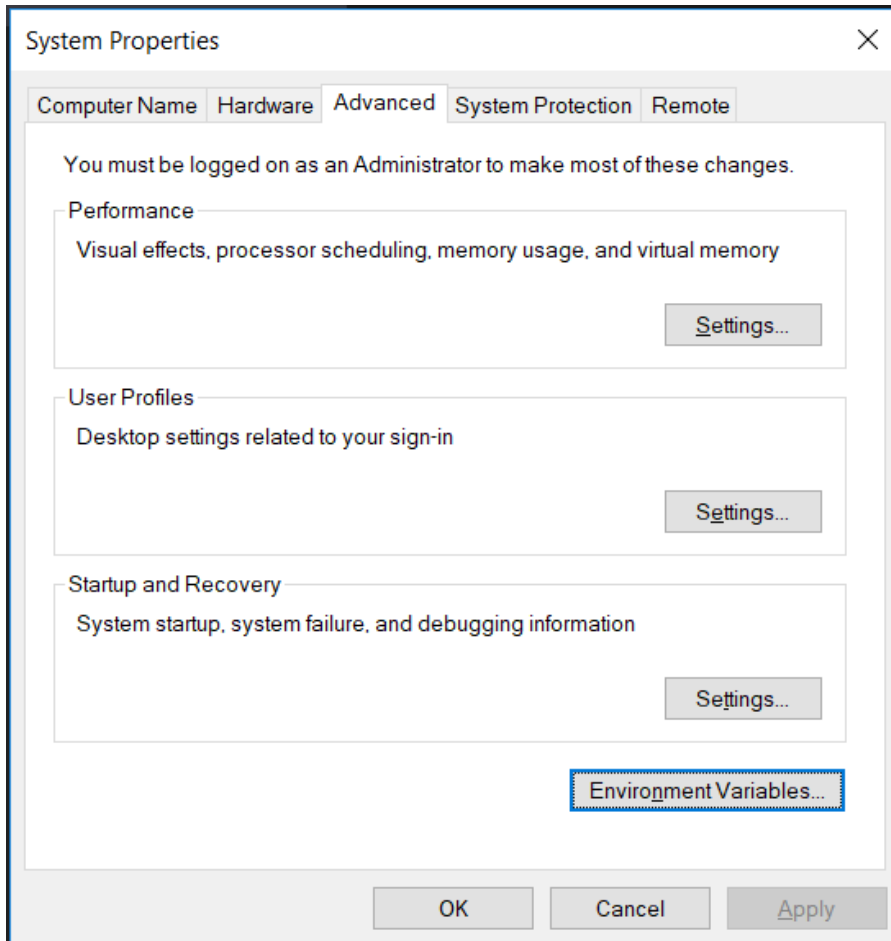 System Properties
Computer Name Hardware Advanced System Protection Remote
You must be logged on as an Administrator to make most of these changes.
Performance
Visual effects, processor scheduling, memory usage, and virtual memory
Settings...
User Profiles
Desktop settings related to your sign-in
Settings...
Startup and Recovery
System startup, system failure, and debugging information
Settings...
Environment Variables...
OK Cancel Apply